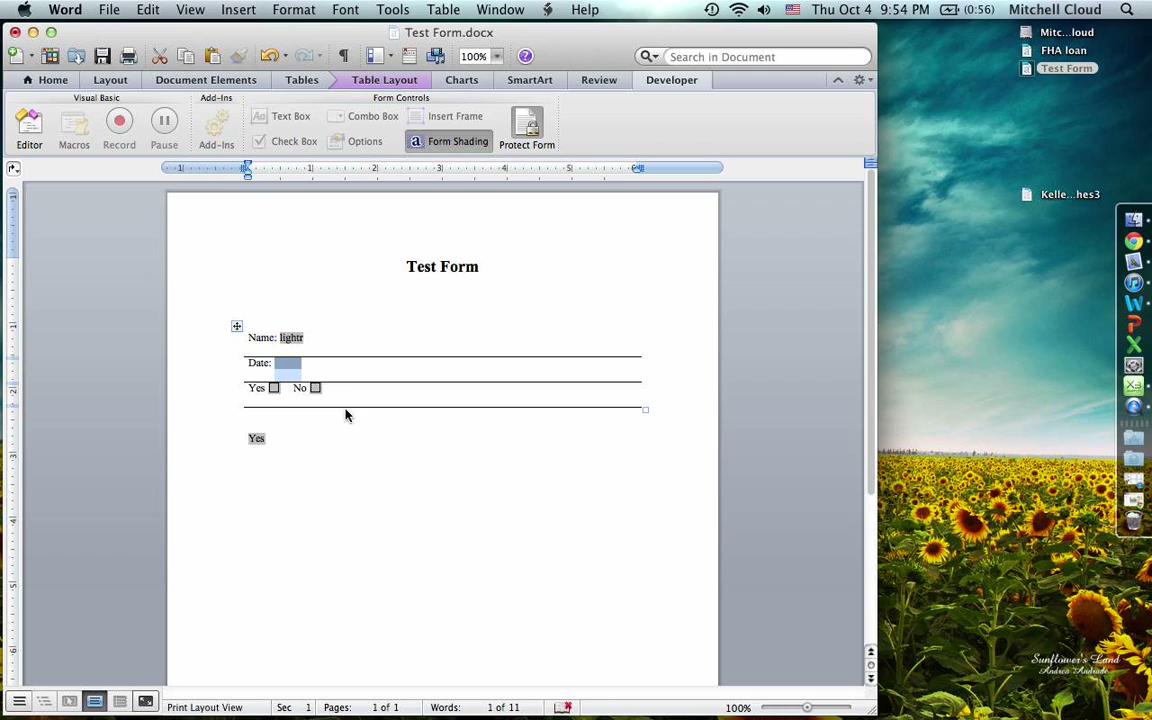 Word File Edit View Insert Format Font Tools Table Window Help Thu Oct 4 9:54 PM (0:56) Mitchell Cloud
Test Form.docx
100% Search in Document
Home Layout Document Elements Tables Table Layout Charts SmartArt Review Developer
Visual Basic Add-Ins Form Controls
Text Box Combo Box Insert Frame
Check Box Options a Form Shading
Editor Macros Record Pause Add-Ins Protect Form
Test Form
Name: lightr
Date:
Yes No
Yes
Print Layout View Sec 1 Pages: 1 of 1 Words: 1 of 11 100%
Mitc...loud
FHA loan
Test Form
Kelle...hes3
Sunflower's Land
Andrea Andrade